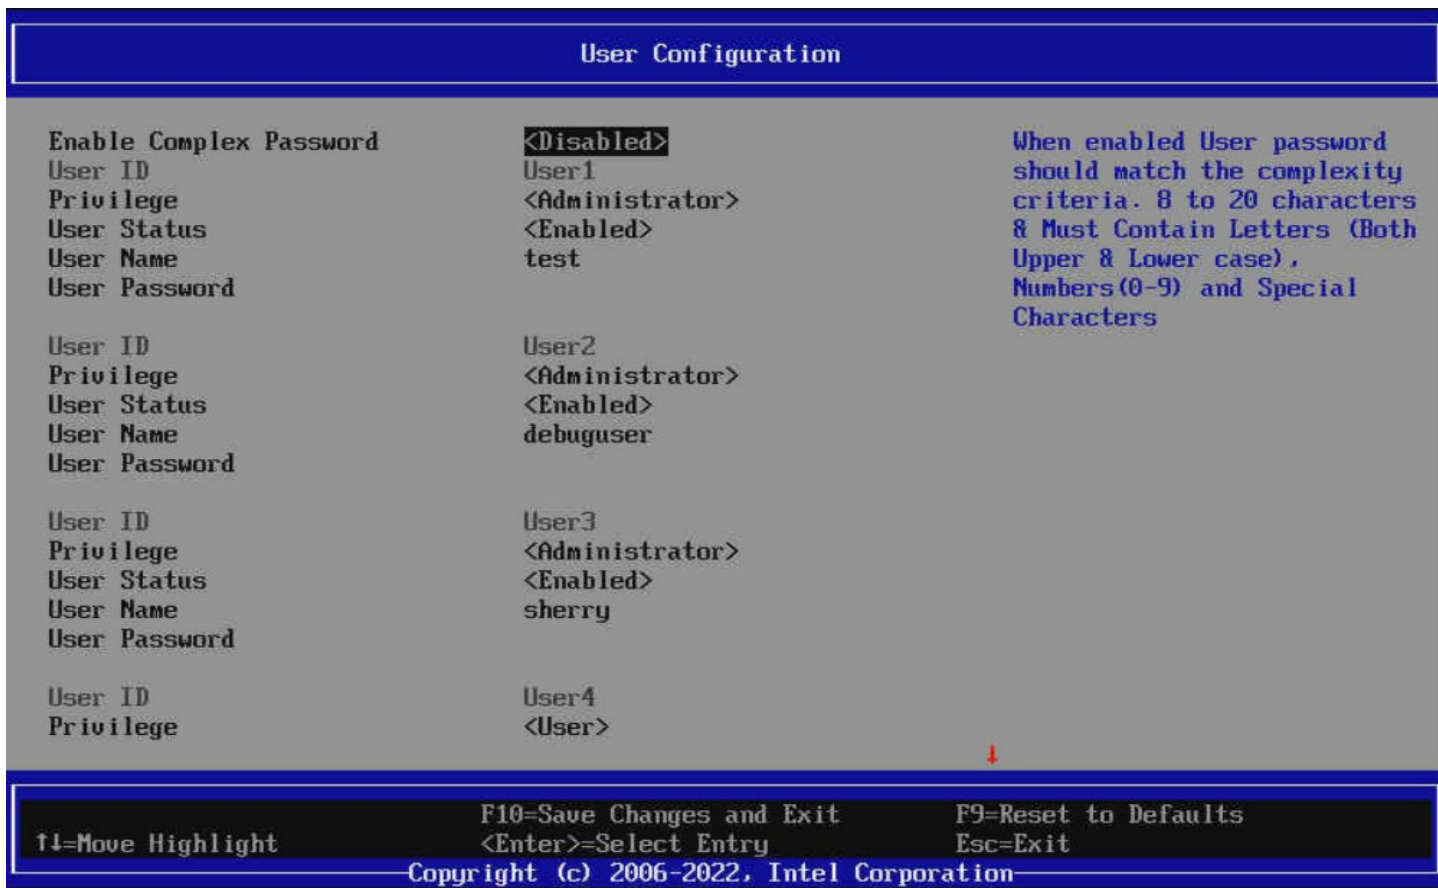 User Configuration
Enable Complex Password <Disabled>
User ID User1
Privilege <Administrator>
User Status <Enabled>
User Name test
User Password
User ID User2
Privilege <Administrator>
User Status <Enabled>
User Name debuguser
User Password
User ID User3
Privilege <Administrator>
User Status <Enabled>
User Name sherry
User Password
User ID User4
Privilege <User>
When enabled User password
should match the complexity
criteria. 8 to 20 characters
& Must Contain Letters (Both
Upper & Lower case),
Numbers(0-9) and Special
Characters
F10=Save Changes and Exit F9=Reset to Defaults
↑↓=Move Highlight <Enter>=Select Entry Esc=Exit
Copyright (c) 2006-2022, Intel Corporation